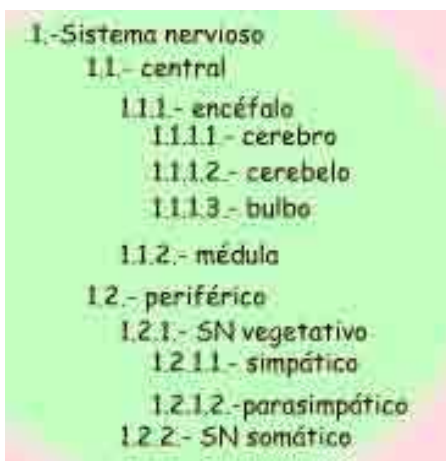 1.-Sistema nervioso
1.1.- central
1.1.1.- encéfalo
1.1.1.1.- cerebro
1.1.1.2.- cerebelo
1.1.1.3.- bulbo
1.1.2.- médula
1.2.- periférico
1.2.1.- SN vegetativo
1.2.1.1.- simpático
1.2.1.2.-parasimpático
1.2.2.- SN somático